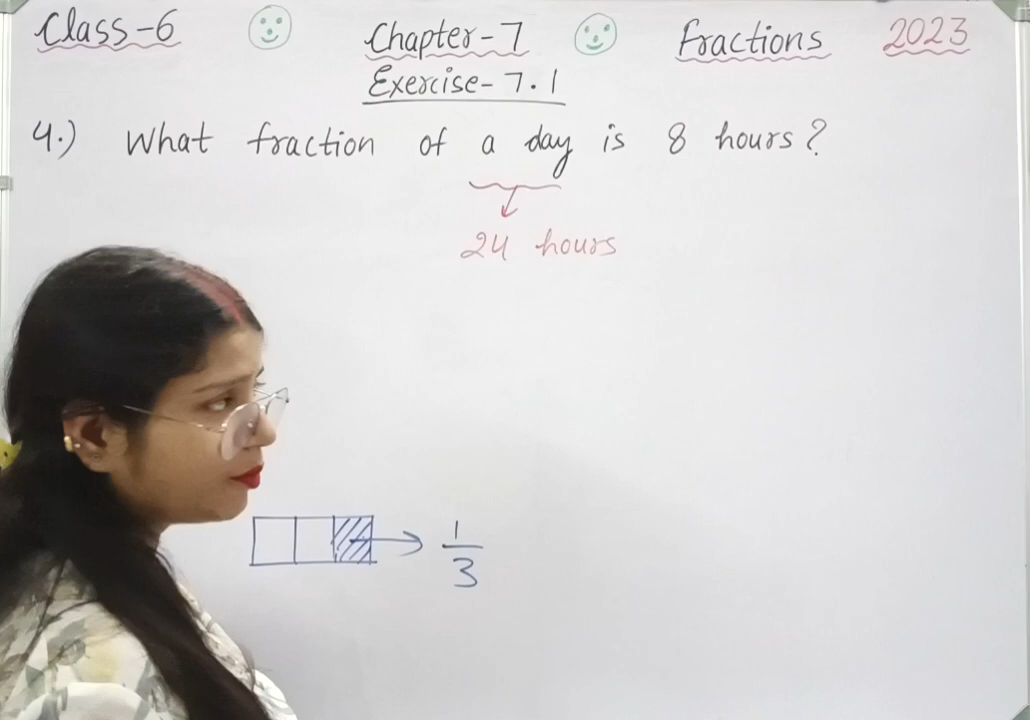 Class-6 Chapter-7 Fractions 2023
Exercise-7.1
4.) What fraction of a day is 8 hours?
24 hours
1
3